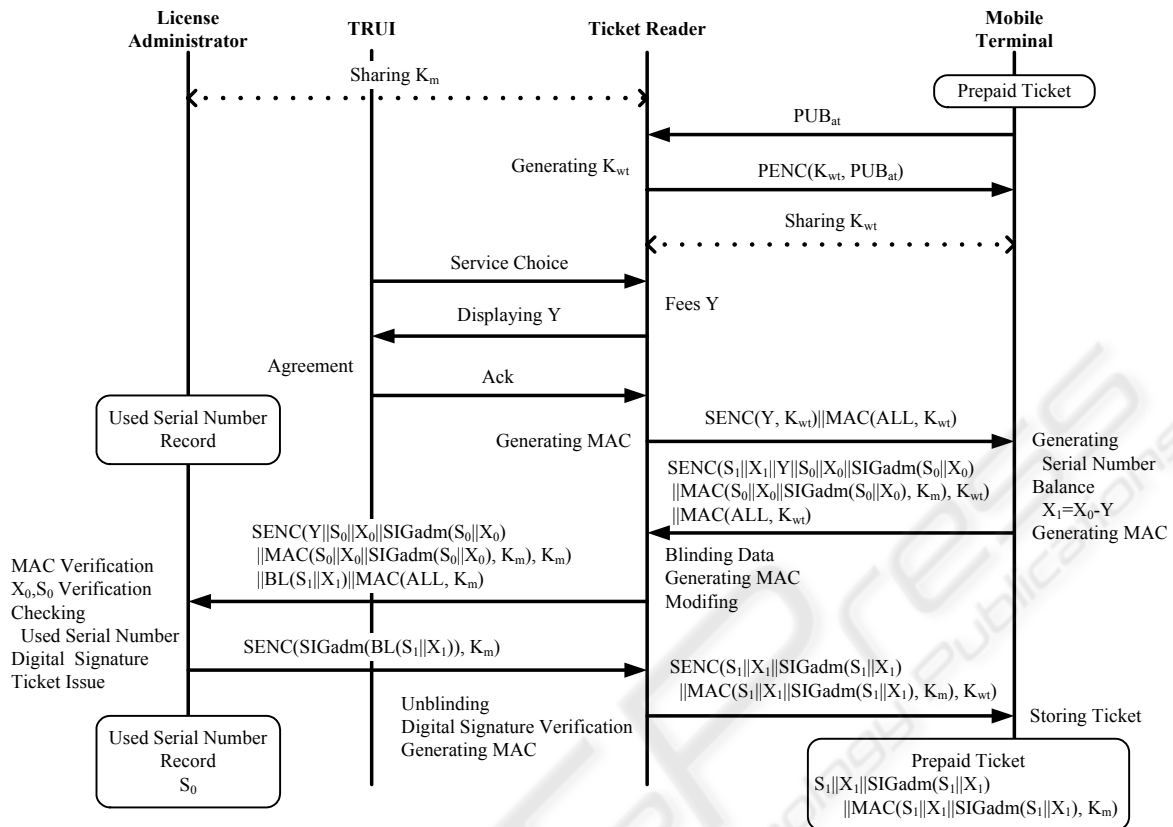 License
Administrator
TRUI
Ticket Reader
Mobile
Terminal
Sharing Km
Prepaid Ticket
PUBat
Generating Kwt
PENC(Kwt, PUBat)
Sharing Kwt
Service Choice
Fees Y
Displaying Y
Agreement
Ack
Used Serial Number
Record
Generating MAC
SENC(Y, Kwt)||MAC(ALL, Kwt)
Generating
Serial Number
Balance
X1=X0-Y
Generating MAC
SENC(S1||X1||Y||S0||X0||SIGadm(S0||X0)
||MAC(S0||X0||SIGadm(S0||X0), Km), Kwt)
||MAC(ALL, Kwt)
Blinding Data
Generating MAC
Modifing
SENC(Y||S0||X0||SIGadm(S0||X0)
||MAC(S0||X0||SIGadm(S0||X0), Km), Km)
||BL(S1||X1)||MAC(ALL, Km)
MAC Verification
X0,S0 Verification
Checking
Used Serial Number
Digital Signature
Ticket Issue
SENC(SIGadm(BL(S1||X1)), Km)
Unblinding
Digital Signature Verification
Generating MAC
SENC(S1||X1||SIGadm(S1||X1)
||MAC(S1||X1||SIGadm(S1||X1), Km), Kwt)
Storing Ticket
Used Serial Number
Record
S0
Prepaid Ticket
S1||X1||SIGadm(S1||X1)
||MAC(S1||X1||SIGadm(S1||X1), Km)